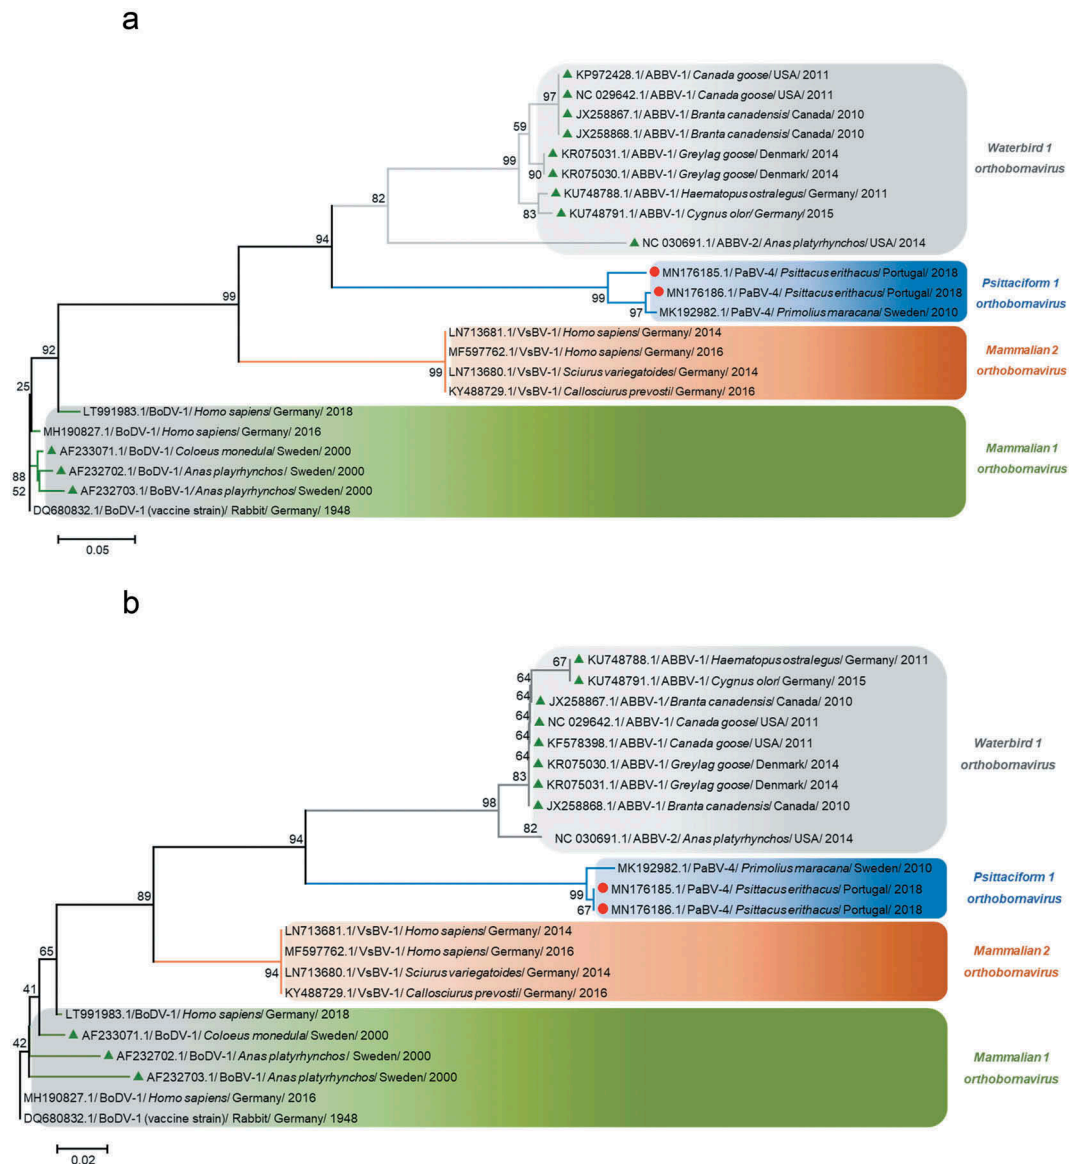 a
97
KP972428.1/ ABBV-1/ Canada goose/ USA/ 2011
NC 029642.1/ ABBV-1/ Canada goose/ USA/ 2011
JX258867.1/ ABBV-1/ Branta canadensis/ Canada/ 2010
JX258868.1/ ABBV-1/ Branta canadensis/ Canada/ 2010
59
KR075031.1/ ABBV-1/ Greylag goose/ Denmark/ 2014
99
90
KR075030.1/ ABBV-1/ Greylag goose/ Denmark/ 2014
KU748788.1/ ABBV-1/ Haematopus ostralegus/ Germany/ 2011
82
83
KU748791.1/ ABBV-1/ Cygnus olor/ Germany/ 2015
NC 030691.1/ ABBV-2/ Anas platyrhynchos/ USA/ 2014
Waterbird 1
orthobornavirus
94
MN176185.1/ PaBV-4/ Psittacus erithacus/ Portugal/ 2018
99
MN176186.1/ PaBV-4/ Psittacus erithacus/ Portugal/ 2018
97
MK192982.1/ PaBV-4/ Primolius maracana/ Sweden/ 2010
Psittaciform 1
orthobornavirus
99
LN713681.1/ VsBV-1/ Homo sapiens/ Germany/ 2014
MF597762.1/ VsBV-1/ Homo sapiens/ Germany/ 2016
99
LN713680.1/ VsBV-1/ Sciurus variegatoides/ Germany/ 2014
KY488729.1/ VsBV-1/ Callosciurus prevosti/ Germany/ 2016
Mammalian 2
orthobornavirus
92
25
LT991983.1/ BoDV-1/ Homo sapiens/ Germany/ 2018
MH190827.1/ BoDV-1/ Homo sapiens/ Germany/ 2016
AF233071.1/ BoDV-1/ Coloeus monedula/ Sweden/ 2000
88
AF232702.1/ BoDV-1/ Anas playrhynchos/ Sweden/ 2000
52
AF232703.1/ BoBV-1/ Anas playrhynchos/ Sweden/ 2000
DQ680832.1/ BoDV-1 (vaccine strain)/ Rabbit/ Germany/ 1948
Mammalian 1
orthobornavirus
0.05
b
67
KU748788.1/ ABBV-1/ Haematopus ostralegus/ Germany/ 2011
64
KU748791.1/ ABBV-1/ Cygnus olor/ Germany/ 2015
64
JX258867.1/ ABBV-1/ Branta canadensis/ Canada/ 2010
64
NC 029642.1/ ABBV-1/ Canada goose/ USA/ 2011
KF578398.1/ ABBV-1/ Canada goose/ USA/ 2011
64
KR075030.1/ ABBV-1/ Greylag goose/ Denmark/ 2014
83
KR075031.1/ ABBV-1/ Greylag goose/ Denmark/ 2014
98
JX258868.1/ ABBV-1/ Branta canadensis/ Canada/ 2010
82
NC 030691.1/ ABBV-2/ Anas platyrhynchos/ USA/ 2014
Waterbird 1
orthobornavirus
94
MK192982.1/ PaBV-4/ Primolius maracana/ Sweden/ 2010
99
MN176185.1/ PaBV-4/ Psittacus erithacus/ Portugal/ 2018
67
MN176186.1/ PaBV-4/ Psittacus erithacus/ Portugal/ 2018
Psittaciform 1
orthobornavirus
89
LN713681.1/ VsBV-1/ Homo sapiens/ Germany/ 2014
MF597762.1/ VsBV-1/ Homo sapiens/ Germany/ 2016
94
LN713680.1/ VsBV-1/ Sciurus variegatoides/ Germany/ 2014
KY488729.1/ VsBV-1/ Callosciurus prevosti/ Germany/ 2016
Mammalian 2
orthobornavirus
65
41
LT991983.1/BoDV-1/ Homo sapiens/ Germany/ 2018
AF233071.1/ BoDV-1/ Coloeus monedula/ Sweden/ 2000
42
AF232702.1/ BoDV-1/ Anas platyrhynchos/ Sweden/ 2000
AF232703.1/ BoBV-1/ Anas platyrhynchos/ Sweden/ 2000
MH190827.1/ BoDV-1/ Homo sapiens/ Germany/ 2016
DQ680832.1/ BoDV-1 (vaccine strain)/ Rabbit/ Germany/ 1948
Mammalian 1
orthobornavirus
0.02